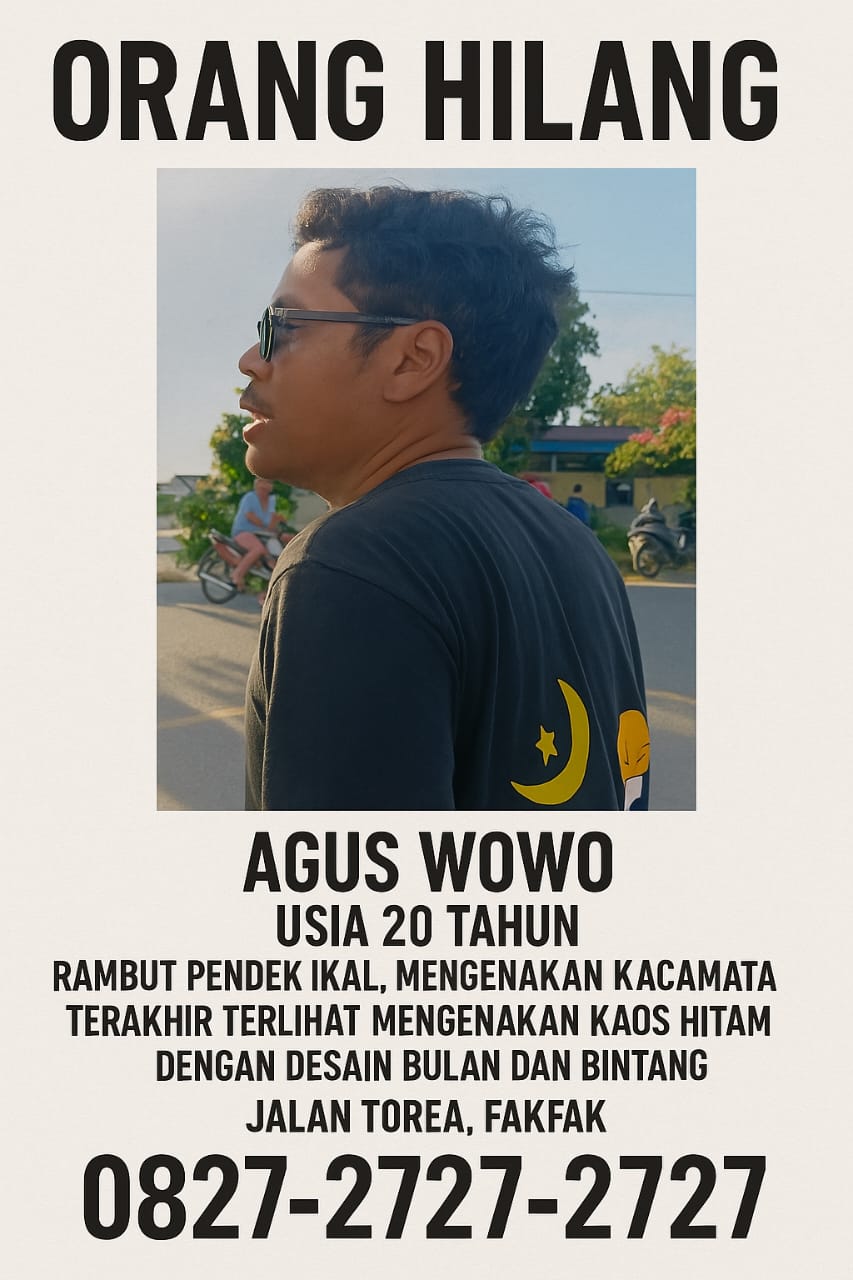 ORANG HILANG
AGUS WOWO
USIA 20 TAHUN
RAMBUT PENDEK IKAL, MENGENAKAN KACAMATA
TERAKHIR TERLIHAT MENGENAKAN KAOS HITAM
DENGAN DESAIN BULAN DAN BINTANG
JALAN TOREA, FAKFAK
0827-2727-2727